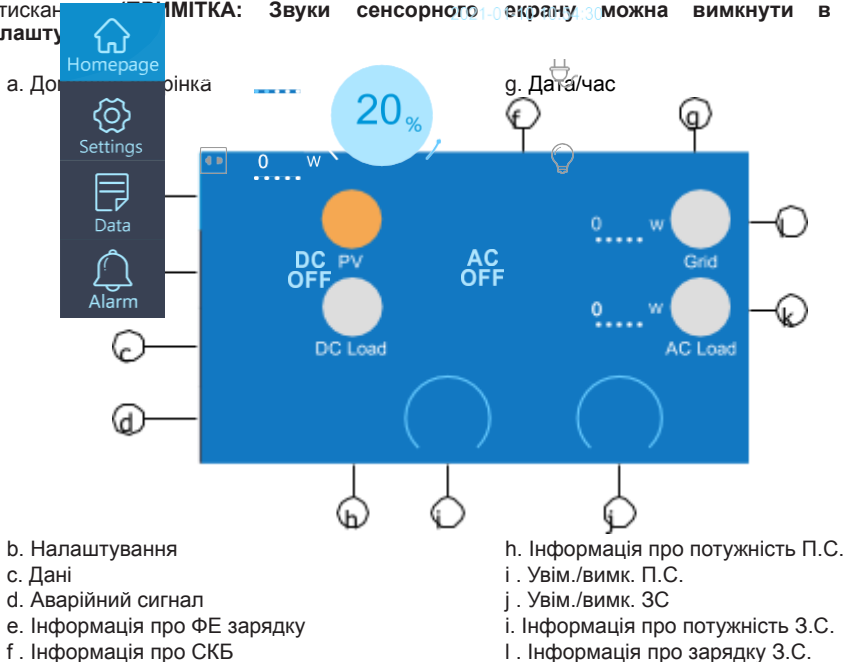 тискан ПРИМІТКА: Звуки сенсорного екрану можна вимкнути в
лашту
Homepage
g. Дата/час
20 %
f
g
Settings
0 W
Data
0 W
l
DC OFF
PV
AC OFF
Grid
Alarm
0 W
k
DC Load
AC Load
c
d
h
i
j
b. Налаштування
c. Дані
d. Аварійний сигнал
e. Інформація про ФЕ зарядку
f . Інформація про СКБ
h. Інформація про потужність П.С.
i . Увім./вимк. П.С.
j . Увім./вимк. ЗС
i. Інформація про потужність З.С.
l . Інформація про зарядку З.С.